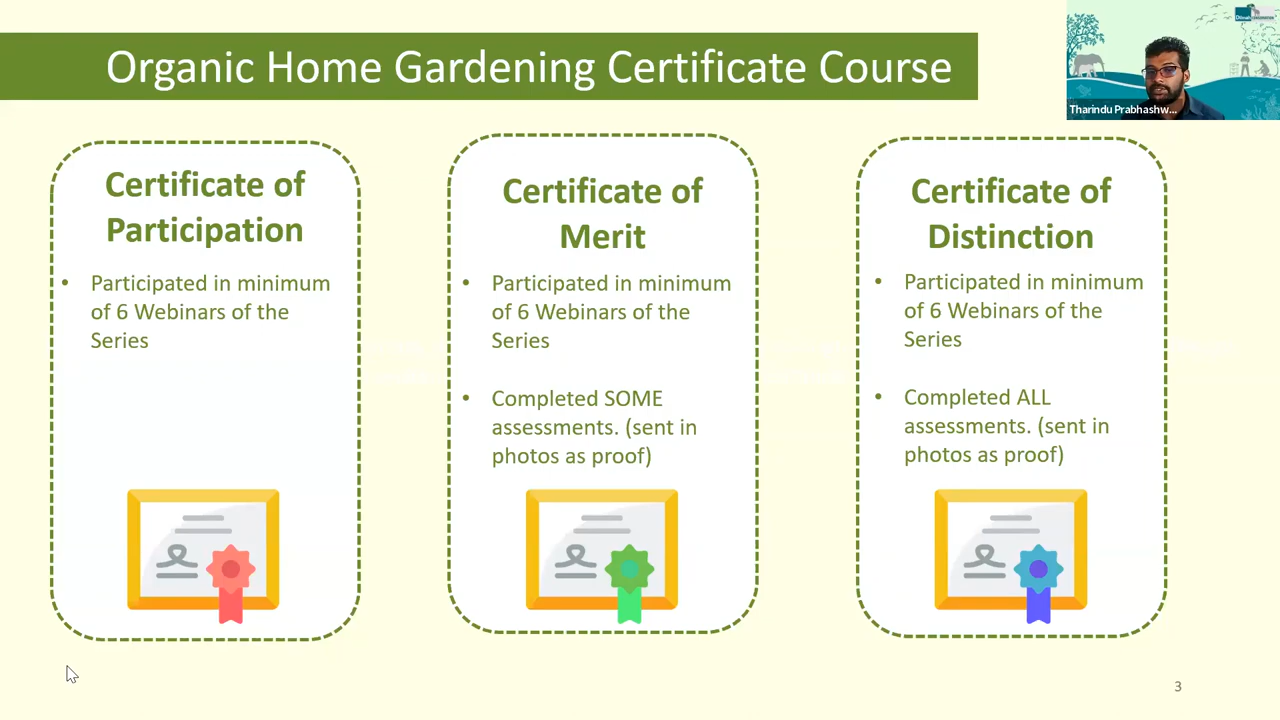 Organic Home Gardening Certificate Course
Tharindu Prabhashw...
Certificate of
Participation
• Participated in minimum
of 6 Webinars of the
Series
Certificate of
Merit
• Participated in minimum
of 6 Webinars of the
Series
• Completed SOME
assessments. (sent in
photos as proof)
Certificate of
Distinction
• Participated in minimum
of 6 Webinars of the
Series
• Completed ALL
assessments. (sent in
photos as proof)
3